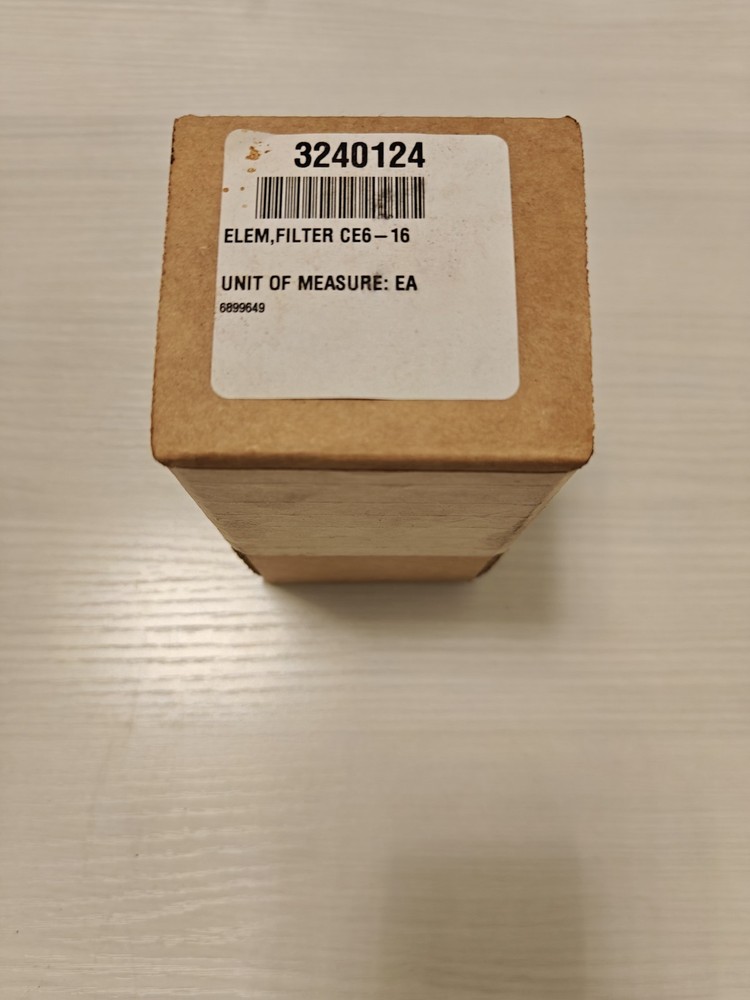 3240124
ELEM,FILTER CE6–16
UNIT OF MEASURE: EA
6899649